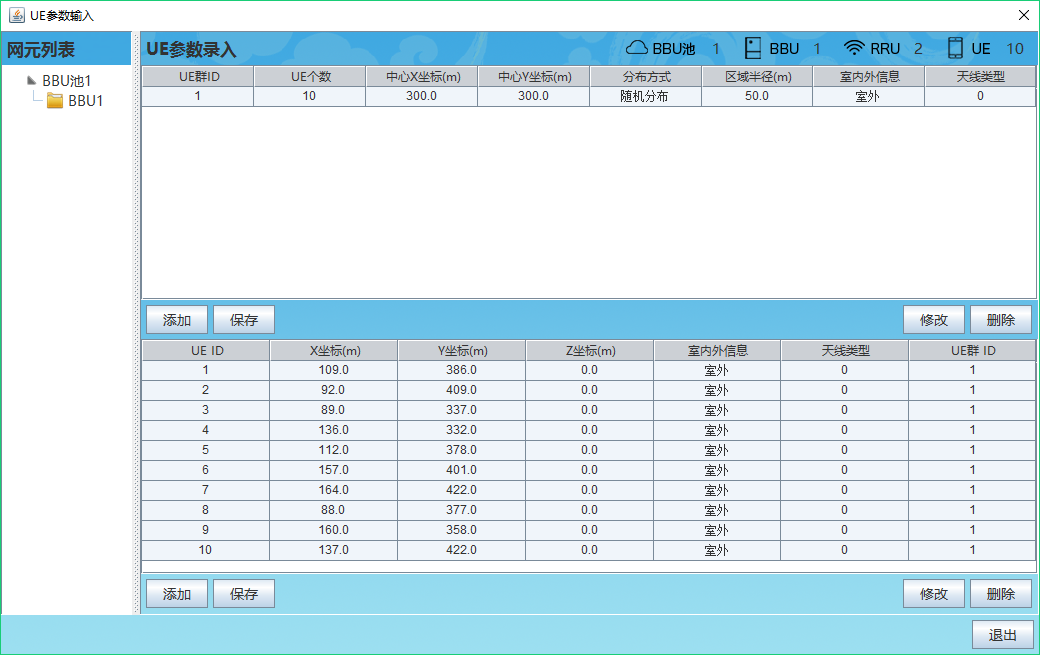 UE参数输入
网元列表
BBU池1
BBU1
UE参数录入 BBU池 1 BBU 1 RRU 2 UE 10
UE群ID UE个数 中心X坐标(m) 中心Y坐标(m) 分布方式 区域半径(m) 室内外信息 天线类型
1 10 300.0 300.0 随机分布 50.0 室外 0
添加 保存 修改 删除
UE ID X坐标(m) Y坐标(m) Z坐标(m) 室内外信息 天线类型 UE群 ID
1 109.0 386.0 0.0 室外 0 1
2 92.0 409.0 0.0 室外 0 1
3 89.0 337.0 0.0 室外 0 1
4 136.0 332.0 0.0 室外 0 1
5 112.0 378.0 0.0 室外 0 1
6 157.0 401.0 0.0 室外 0 1
7 164.0 422.0 0.0 室外 0 1
8 88.0 377.0 0.0 室外 0 1
9 160.0 358.0 0.0 室外 0 1
10 137.0 422.0 0.0 室外 0 1
添加 保存 修改 删除
退出